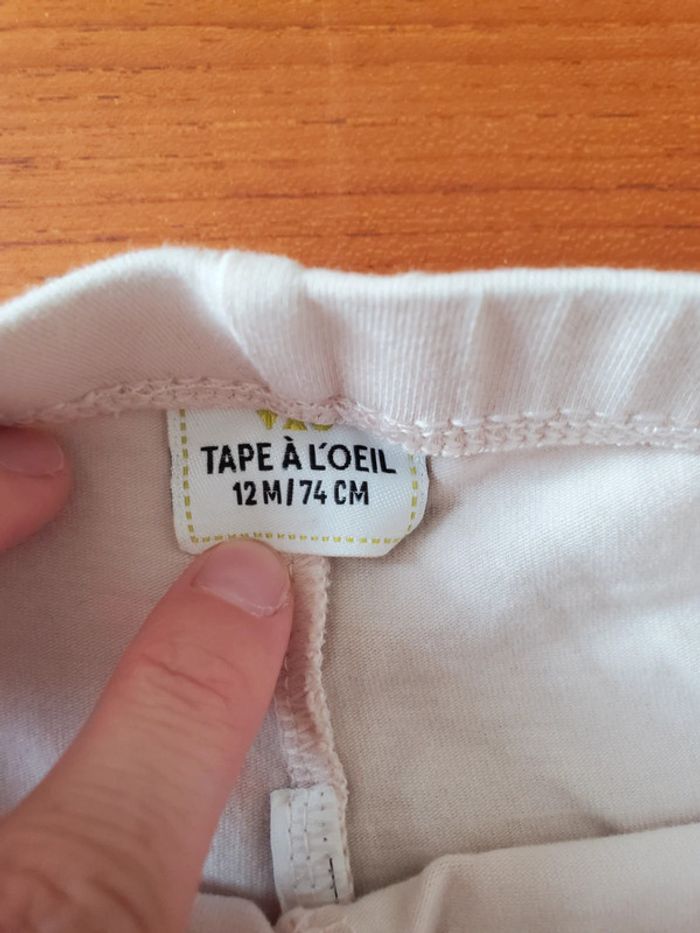 TAPE À L'OEIL
12 M/74 CM